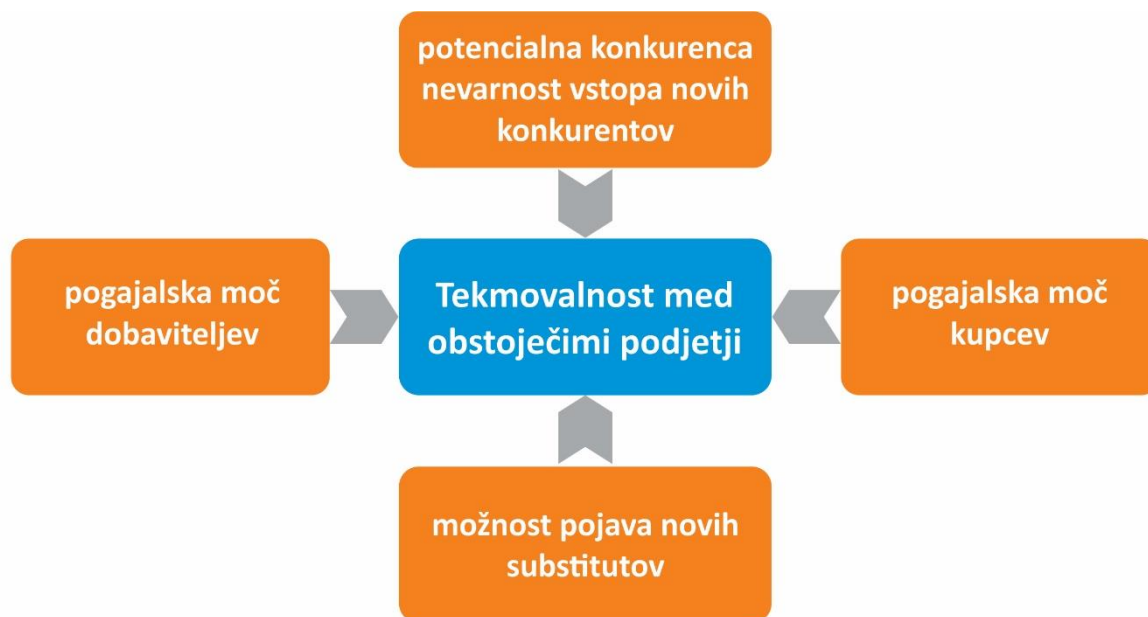 potencialna konkurenca
nevarnost vstopa novih
konkurentov
pogajalska moč
dobaviteljev
Tekmovalnost med
obstoječimi podjetji
pogajalska moč
kupcev
možnost pojava novih
substitutov